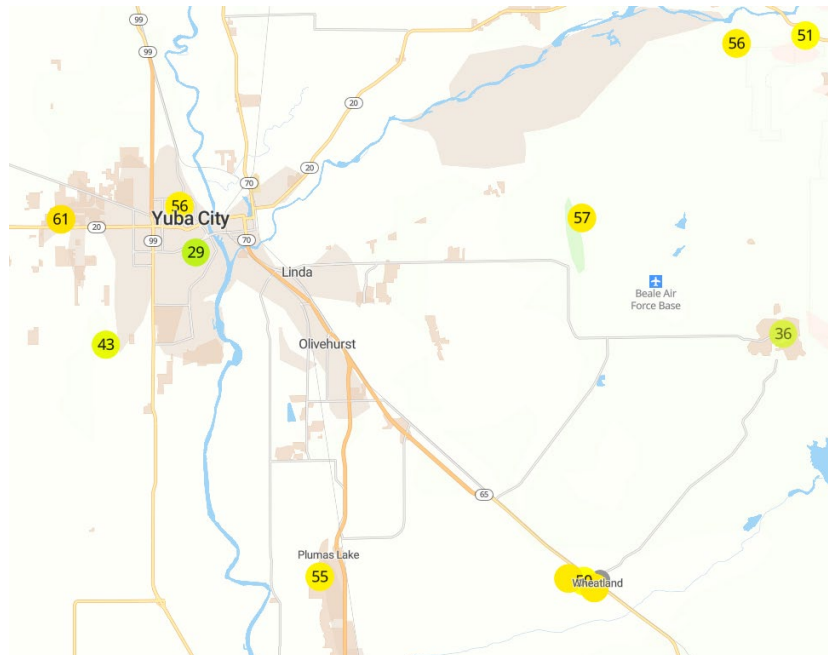 99
99
20
56
51
20
70
56
Yuba City
61
20
99
70
29
57
Linda
Beale Air
Force Base
43
Olivehurst
36
65
Plumas Lake
55
Wheatland